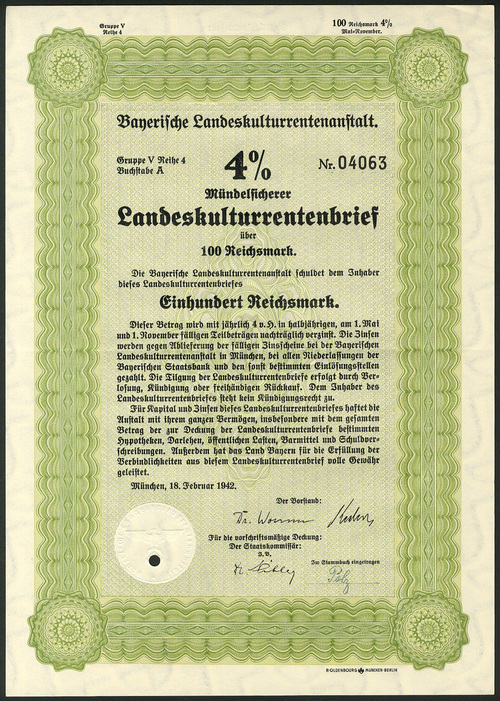 Gruppe V
Reihe 4
100 Reichsmark 4%
Mai-November.
Bayerische Landeskulturrentenanstalt.
Gruppe V Reihe 4
Buchstabe A
4%
Nr. 04063
Mündelsicherer
Landeskulturrentenbrief
über
100 Reichsmark.
Die Bayerische Landeskulturrentenanstalt schuldet dem Inhaber
dieses Landeskulturrentenbriefes
Einhundert Reichsmark.
Dieser Betrag wird mit jährlich 4 v. H. in halbjährigen, am 1. Mai
und 1. November fälligen Teilbeträgen nachträglich verzinst. Die Zinsen
werden gegen Ablieferung der fälligen Zinsscheine bei der Bayerischen
Landeskulturrentenanstalt in München, bei allen Niederlassungen der
Bayerischen Staatsbank und den sonst bestimmten Einlösungsstellen
gezahlt. Die Tilgung der Landeskulturrentenbriefe erfolgt durch Ver-
losung, Kündigung oder freihändigen Rückkauf. Dem Inhaber des
Landeskulturrentenbriefes steht kein Kündigungsrecht zu.
Für Kapital und Zinsen dieses Landeskulturrentenbriefes haftet die
Anstalt mit ihrem ganzen Vermögen, insbesondere mit dem gesamten
Betrag der zur Deckung der Landeskulturrentenbriefe bestimmten
Hypotheken, Darlehen, öffentlichen Lasten, Barmittel und Schuldver-
schreibungen. Außerdem hat das Land Bayern für die Erfüllung der
Verbindlichkeiten aus diesem Landeskulturrentenbrief volle Gewähr
geleistet.
München, 18. Februar 1942.
Der Vorstand:
Für die vorschriftsmäßige Deckung:
Der Staatskommissär:
J. V.
Im Stammbuch eingetragen
R·OLDENBOURG MÜNCHEN·BERLIN